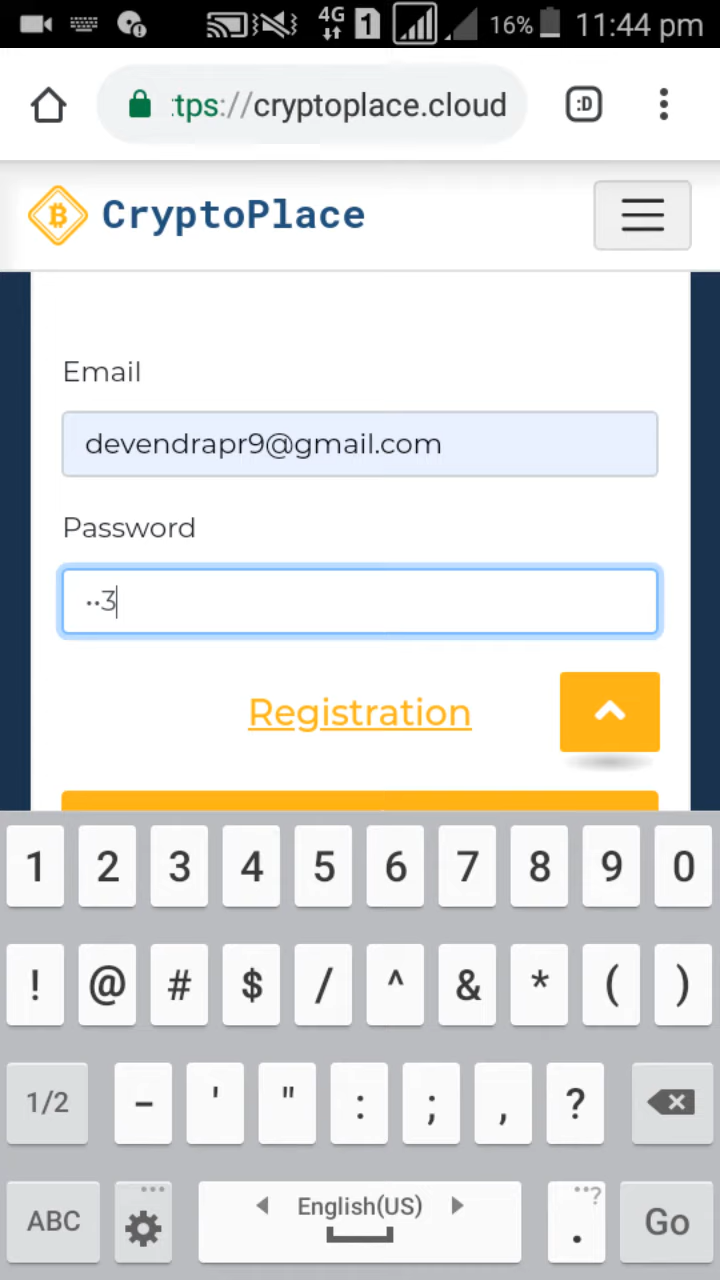 4G 1 16% 11:44 pm
:D
tps://cryptoplace.cloud
CryptoPlace
Email
devendrapr9@gmail.com
Password
··3
Registration
1 2 3 4 5 6 7 8 9 0
! @ # $ / ^ & * ( )
1/2 - ' " : ; , ?
ABC English(US) . Go